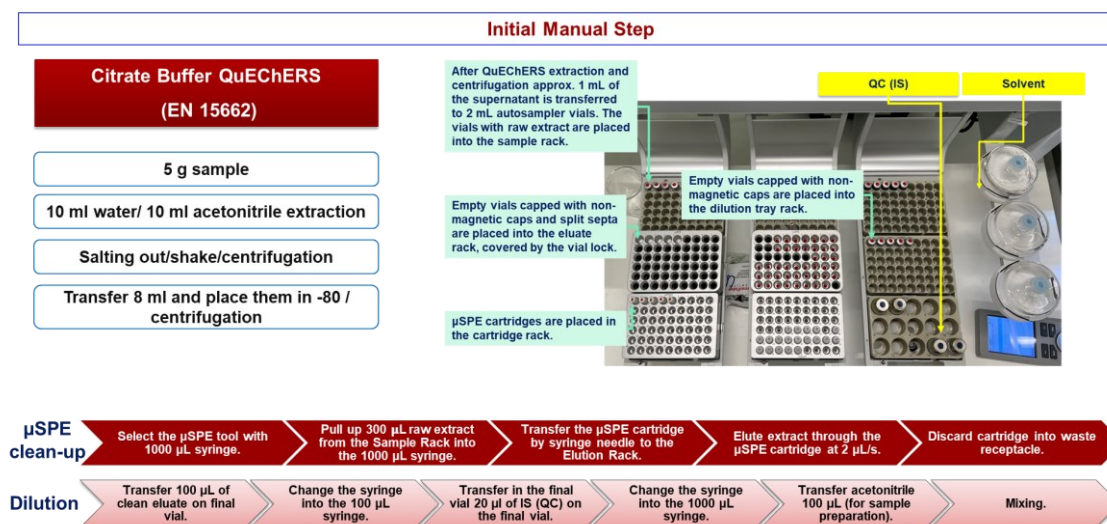 Initial Manual Step
Citrate Buffer QuEChERS
(EN 15662)
5 g sample
10 ml water/ 10 ml acetonitrile extraction
Salting out/shake/centrifugation
Transfer 8 ml and place them in -80 /
centrifugation
After QuEChERS extraction and
centrifugation approx. 1 mL of
the supernatant is transferred
to 2 mL autosampler vials. The
vials with raw extract are placed
into the sample rack.
QC (IS)
Solvent
Empty vials capped with non-
magnetic caps are placed into
the dilution tray rack.
Empty vials capped with non-
magnetic caps and split septa
are placed into the eluate
rack, covered by the vial lock.
µSPE cartridges are placed in
the cartridge rack.
µSPE
clean-up
Select the µSPE tool with
1000 µL syringe.
Pull up 300 µL raw extract
from the Sample Rack into
the 1000 µL syringe.
Transfer the µSPE cartridge
by syringe needle to the
Elution Rack.
Elute extract through the
µSPE cartridge at 2 µL/s.
Discard cartridge into waste
receptacle.
Dilution
Transfer 100 µL of
clean eluate on final
vial.
Change the syringe
into the 100 µL
syringe.
Transfer in the final
vial 20 µl of IS (QC) on
the final vial.
Change the syringe
into the 1000 µL
syringe.
Transfer acetonitrile
100 µL (for sample
preparation).
Mixing.